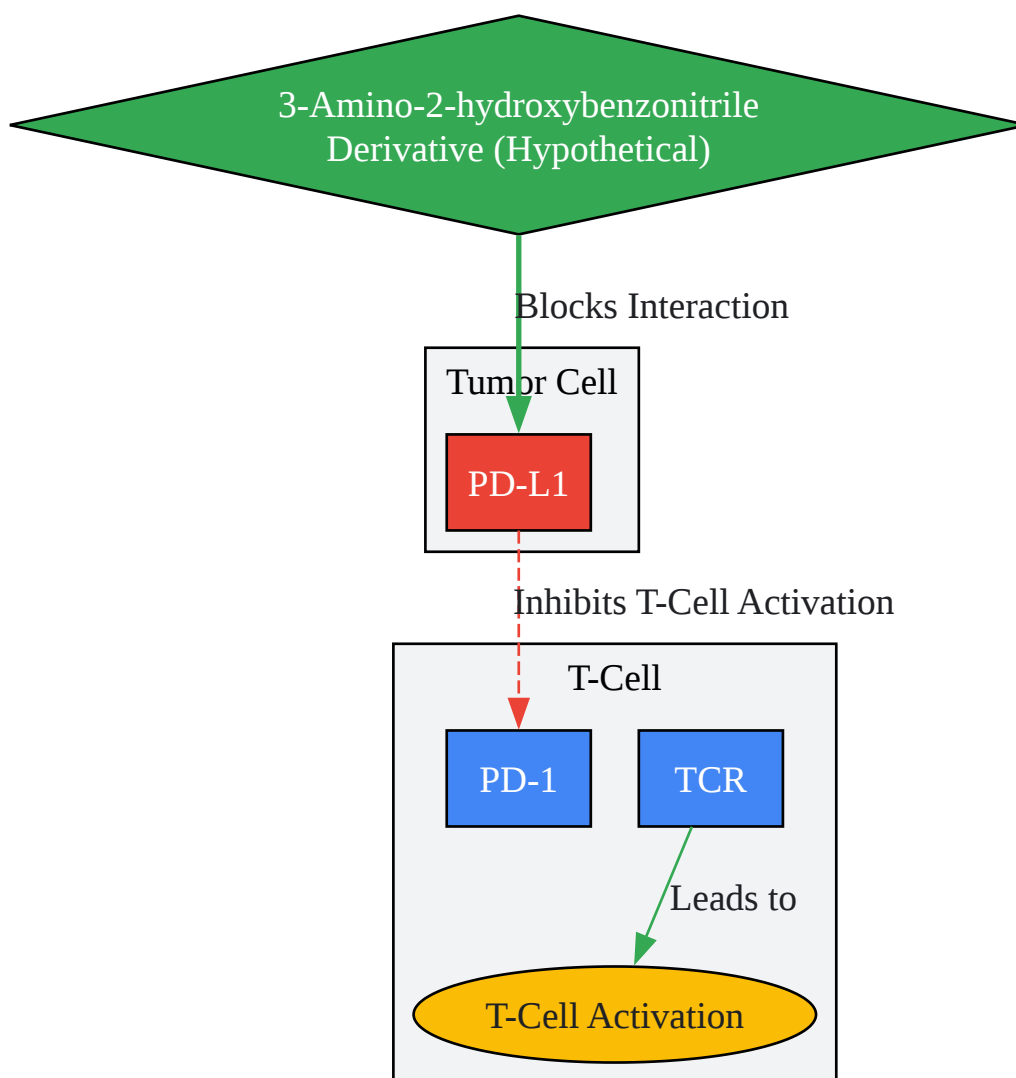 3-Amino-2-hydroxybenzonitrile
Derivative (Hypothetical)
Blocks Interaction
Tumor Cell
PD-L1
Inhibits T-Cell Activation
T-Cell
PD-1
TCR
Leads to
T-Cell Activation